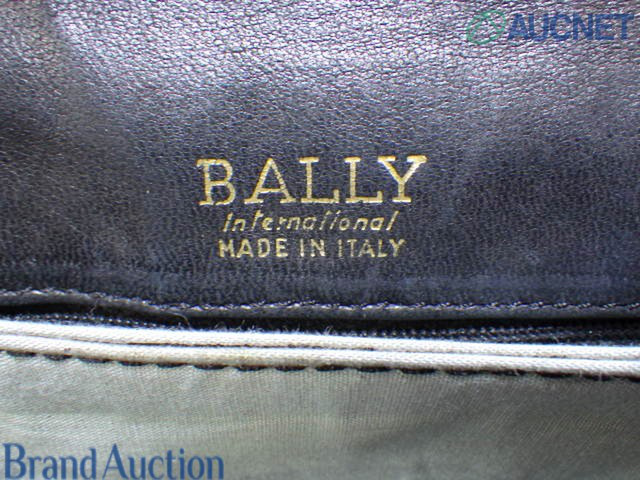 AUCNET
BALLY
International
MADE IN ITALY
Brand Auction